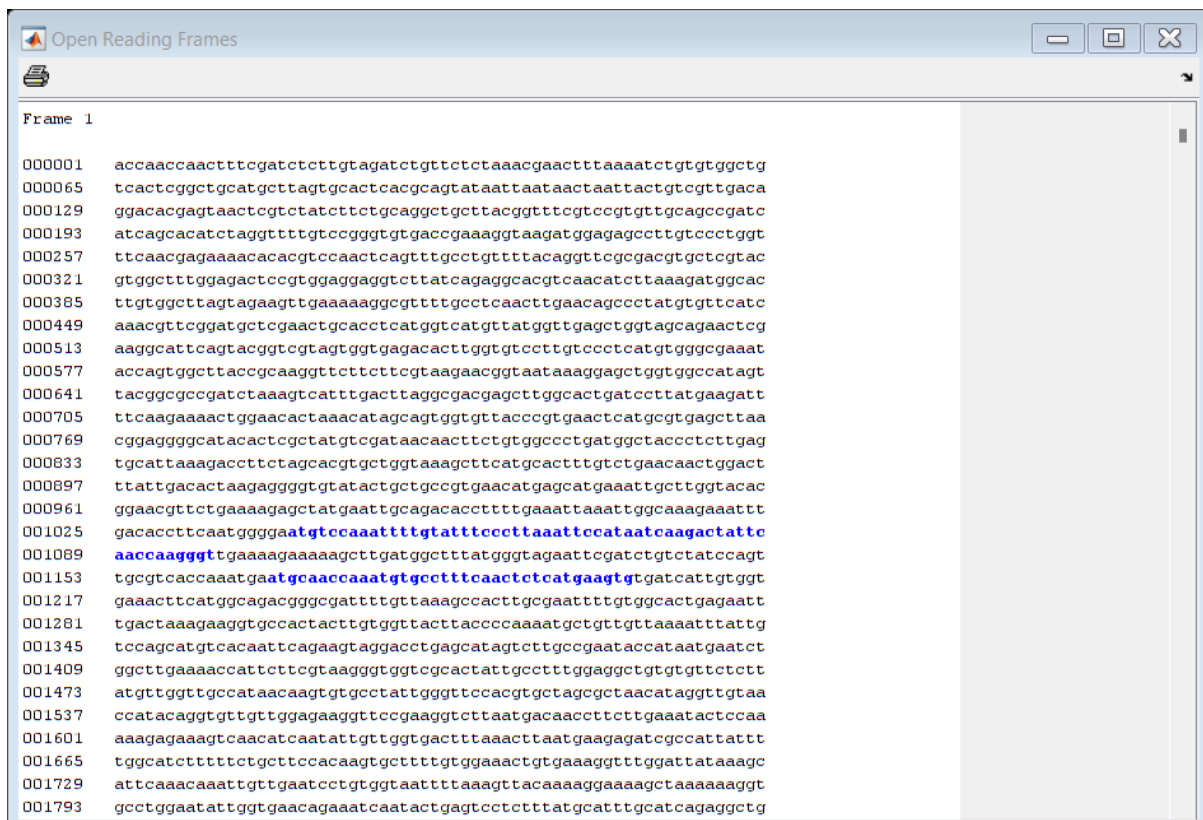 Open Reading Frames
Frame 1
000001 accaaccaactttcgatctcttgtagatctgttctctaaacgaactttaaaatctgtgtggctg
000065 tcactcggctgcatgcttagtgcactcacgcagtataattaataactaattactgtcgttgaca
000129 ggacacgagtaactcgtctatcttctgcaggctgcttacggtttcgtccgtgttgcagccgatc
000193 atcagcacatctaggttttgtccgggtgtgaccgaaaggtaagatggagagccttgtccctggt
000257 ttcaacgagaaaacacacgtccaactcagtttgcctgttttacaggttcgcgacgtgctcgtac
000321 gtggctttggagactccgtggaggaggtcttatcagaggcacgtcaacatcttaaagatggcac
000385 ttgtggcttagtagaagttgaaaaaggcgttttgcctcaacttgaacagccctatgtgttcatc
000449 aaacgttcggatgctcgaactgcacctcatggtcatgttatggttgagctggtagcagaactcg
000513 aaggcattcagtacggtcgtagtggtgagacacttggtgtccttgtccctcatgtgggcgaaat
000577 accagtggcttaccgcaaggttcttcttcgtaagaacggtaataaaggagctggtggccatagt
000641 tacggcgccgatctaaagtcatttgacttaggcgacgagcttggcactgatccttatgaagatt
000705 ttcaagaaaactggaacactaaacatagcagtggtgttacccgtgaactcatgcgtgagcttaa
000769 cggaggggcatacactcgctatgtcgataacaacttctgtggccctgatggctaccctcttgag
000833 tgcattaaagaccttctagcacgtgctggtaaagcttcatgcactttgtctgaacaactggact
000897 ttattgacactaagaggggtgtatactgctgccgtgaacatgagcatgaaattgcttggtacac
000961 ggaacgttctgaaaagagctatgaattgcagacaccttttgaaattaaattggcaaagaaattt
001025 gacaccttcaatggggaatgtccaaattttgtatttcccttaaattccataatcaagactattc
001089 aaccaagggttgaaaagaaaaagcttgatggctttatgggtagaattcgatctgtctatccagt
001153 tgcgtcaccaaatgaatgcaaccaaatgtgcctttcaactctcatgaagtgtgatcattgtggt
001217 gaaacttcatggcagacgggcgattttgttaaagccacttgcgaattttgtggcactgagaatt
001281 tgactaaagaaggtgccactacttgtggttacttaccccaaaatgctgttgttaaaatttattg
001345 tccagcatgtcacaattcagaagtaggacctgagcatagtcttgccgaataccataatgaatct
001409 ggcttgaaaaccattcttcgtaagggtggtcgcactattgcctttggaggctgtgtgttctctt
001473 atgttggttgccataacaagtgtgcctattgggttccacgtgctagcgctaacataggttgtaa
001537 ccatacaggtgttgttggagaaggttccgaaggtcttaatgacaaccttcttgaaatactccaa
001601 aaagagaaagtcaacatcaatattgttggtgactttaaacttaatgaagagatcgccattattt
001665 tggcatctttttctgcttccacaagtgcttttgtggaaactgtgaaaggtttggattataaagc
001729 attcaaacaaattgttgaatcctgtggtaattttaaagttacaaaaggaaaagctaaaaaaggt
001793 gcctggaatattggtgaacagaaatcaatactgagtcctctttatgcatttgcatcagaggctg